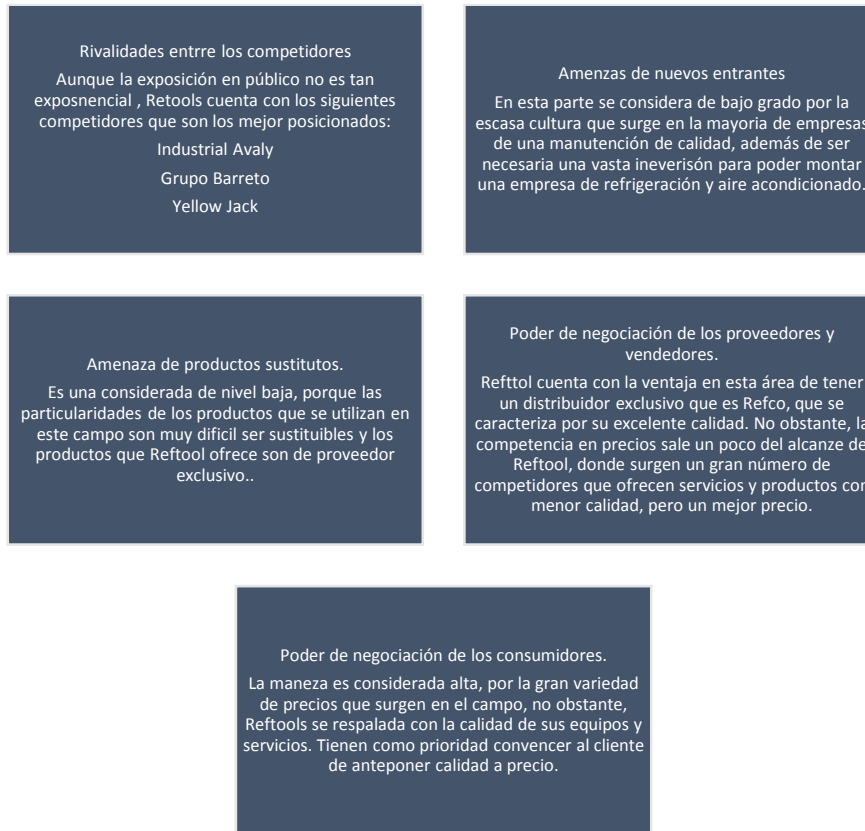 Rivalidades entrre los competidores
Aunque la exposición en público no es tan
exposnencial , Retools cuenta con los siguientes
competidores que son los mejor posicionados:
Industrial Avaly
Grupo Barreto
Yellow Jack
Amenzas de nuevos entrantes
En esta parte se considera de bajo grado por la
escasa cultura que surge en la mayoria de empresas
de una manutención de calidad, además de ser
necesaria una vasta ineverisón para poder montar
una empresa de refrigeración y aire acondicionado.
Amenaza de productos sustitutos.
Es una considerada de nivel baja, porque las
particularidades de los productos que se utilizan en
este campo son muy dificil ser sustituibles y los
productos que Reftool ofrece son de proveedor
exclusivo..
Poder de negociación de los proveedores y
vendedores.
Refttol cuenta con la ventaja en esta área de tener
un distribuidor exclusivo que es Refco, que se
caracteriza por su excelente calidad. No obstante, la
competencia en precios sale un poco del alcanze de
Reftool, donde surgen un gran número de
competidores que ofrecen servicios y productos con
menor calidad, pero un mejor precio.
Poder de negociación de los consumidores.
La maneza es considerada alta, por la gran variedad
de precios que surgen en el campo, no obstante,
Reftools se respalada con la calidad de sus equipos y
servicios. Tienen como prioridad convencer al cliente
de anteponer calidad a precio.